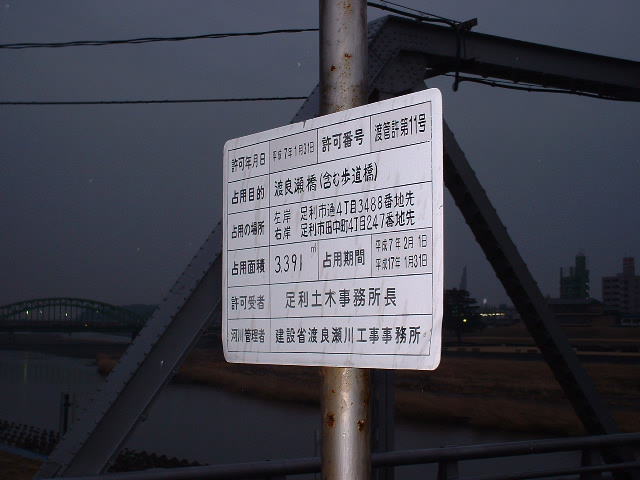 許可年月日 平成7年1月31日 許可番号 渡管許第11号
占用目的 渡良瀬橋(含む歩道橋)
占用の場所 左岸 足利市通4丁目3488番地先
右岸 足利市田中町4丁目247番地先
占用面積 3.391㎡ 占用期間 平成7年2月1日
平成17年1月31日
許可受者 足利土木事務所長
河川管理者 建設省渡良瀬川工事事務所